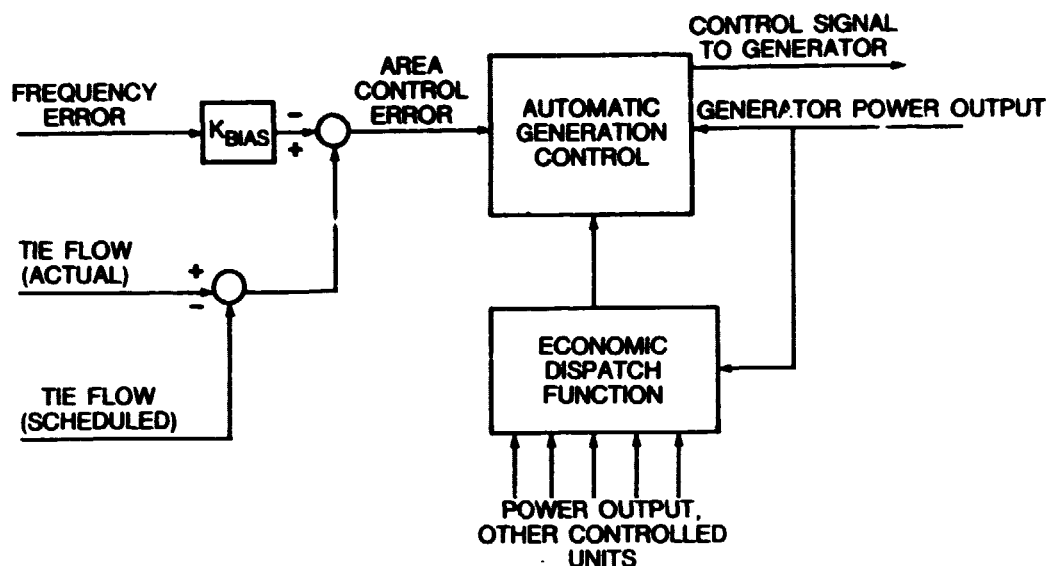 CONTROL SIGNAL
TO GENERATOR
FREQUENCY
ERROR
KBIAS
−
+
AREA
CONTROL
ERROR
AUTOMATIC
GENERATION
CONTROL
GENERATOR POWER OUTPUT
TIE FLOW
(ACTUAL)
+
−
TIE FLOW
(SCHEDULED)
ECONOMIC
DISPATCH
FUNCTION
POWER OUTPUT,
OTHER CONTROLLED
UNITS